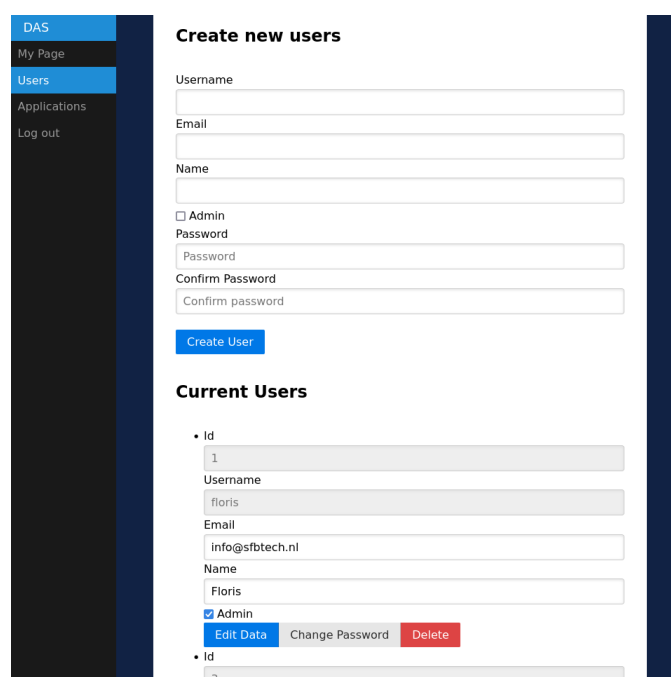 DAS
My Page
Users
Applications
Log out
Create new users
Username
Email
Name
Admin
Password
Password
Confirm Password
Confirm password
Create User
Current Users
• Id
1
Username
floris
Email
info@sfbtech.nl
Name
Floris
Admin
Edit Data Change Password Delete
• Id